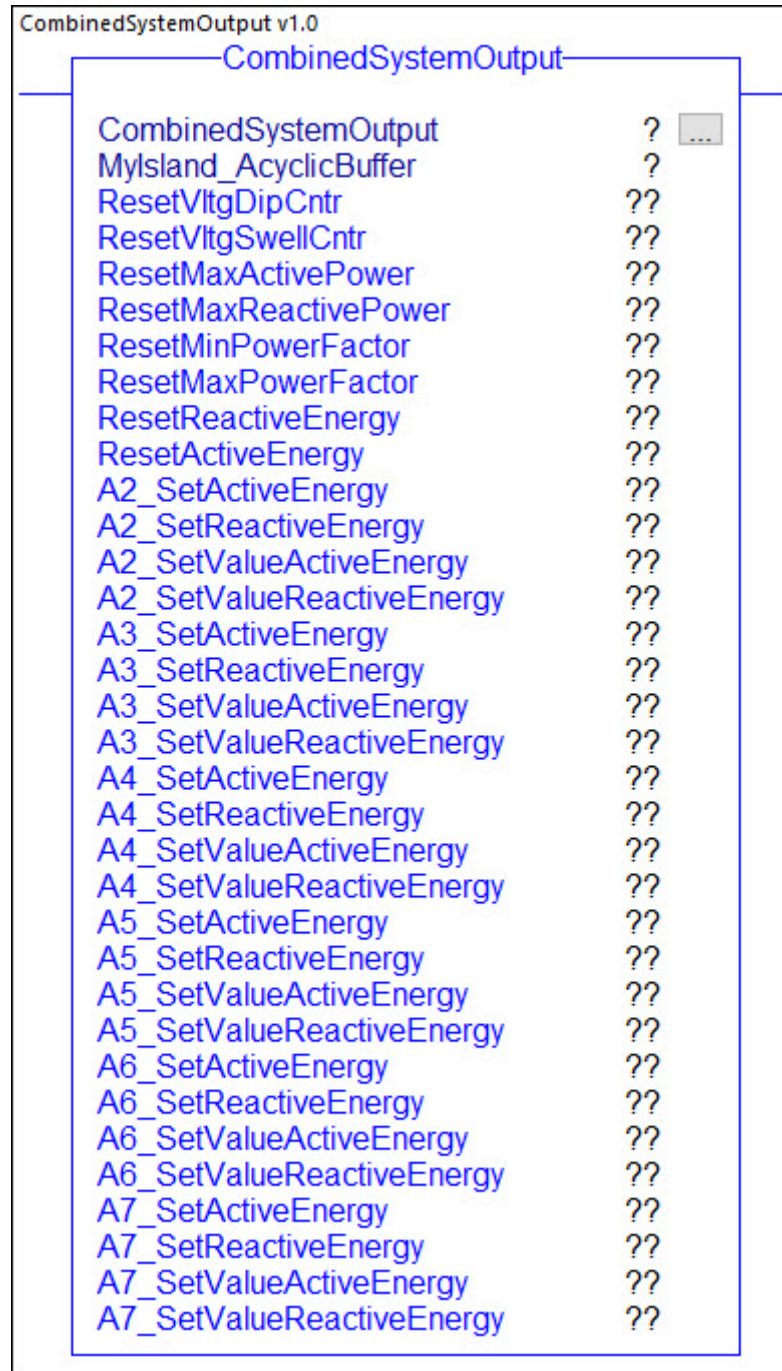 CombinedSystemOutput v1.0
CombinedSystemOutput
CombinedSystemOutput ? ...
MyIsland_AcyclicBuffer ?
ResetVltgDipCntr ??
ResetVltgSwellCntr ??
ResetMaxActivePower ??
ResetMaxReactivePower ??
ResetMinPowerFactor ??
ResetMaxPowerFactor ??
ResetReactiveEnergy ??
ResetActiveEnergy ??
A2_SetActiveEnergy ??
A2_SetReactiveEnergy ??
A2_SetValueActiveEnergy ??
A2_SetValueReactiveEnergy ??
A3_SetActiveEnergy ??
A3_SetReactiveEnergy ??
A3_SetValueActiveEnergy ??
A3_SetValueReactiveEnergy ??
A4_SetActiveEnergy ??
A4_SetReactiveEnergy ??
A4_SetValueActiveEnergy ??
A4_SetValueReactiveEnergy ??
A5_SetActiveEnergy ??
A5_SetReactiveEnergy ??
A5_SetValueActiveEnergy ??
A5_SetValueReactiveEnergy ??
A6_SetActiveEnergy ??
A6_SetReactiveEnergy ??
A6_SetValueActiveEnergy ??
A6_SetValueReactiveEnergy ??
A7_SetActiveEnergy ??
A7_SetReactiveEnergy ??
A7_SetValueActiveEnergy ??
A7_SetValueReactiveEnergy ??